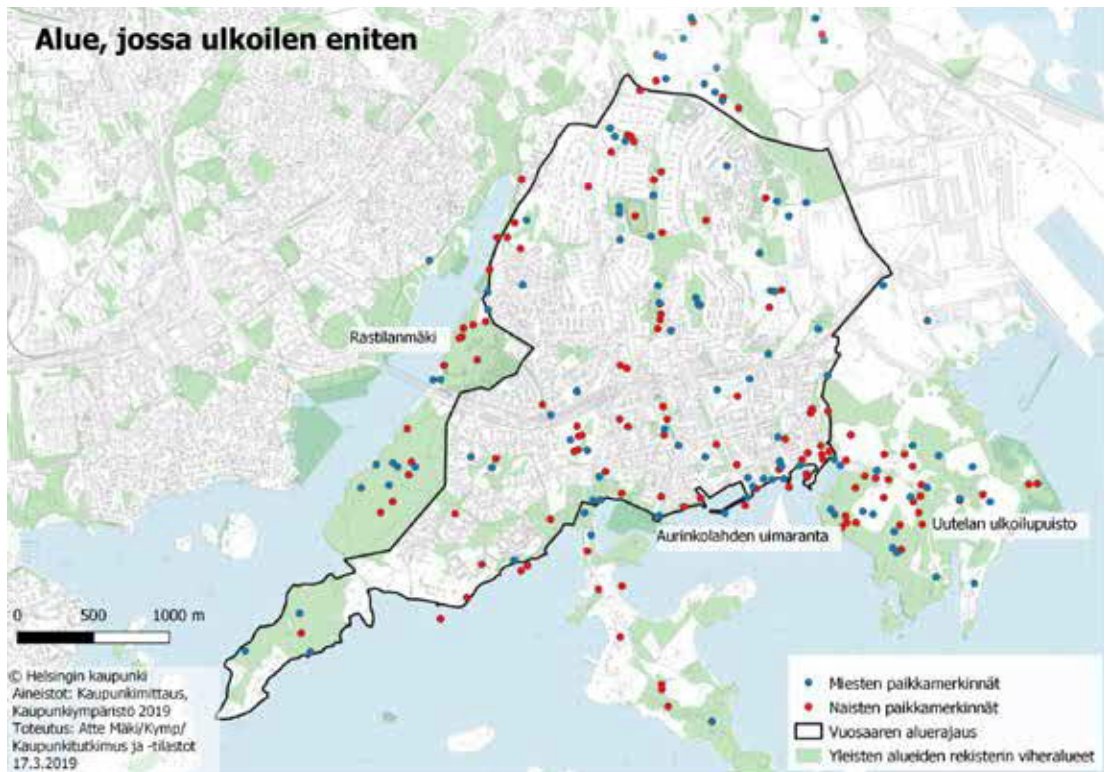 Alue, jossa ulkoilen eniten
Rastilanmäki
Aurinkolahden uimaranta
Uutelan ulkoilupuisto
0 500 1000 m
© Helsingin kaupunki
Aineistot: Kaupunkimittaus,
Kaupunkiympäristö 2019
Toteutus: Atte Mäki/Kymp/
Kaupunkitutkimus ja -tilastot
17.3.2019
Miesten paikkamerkinnät
Naisten paikkamerkinnät
Vuosaaren aluerajaus
Yleisten alueiden rekisterin viheralueet